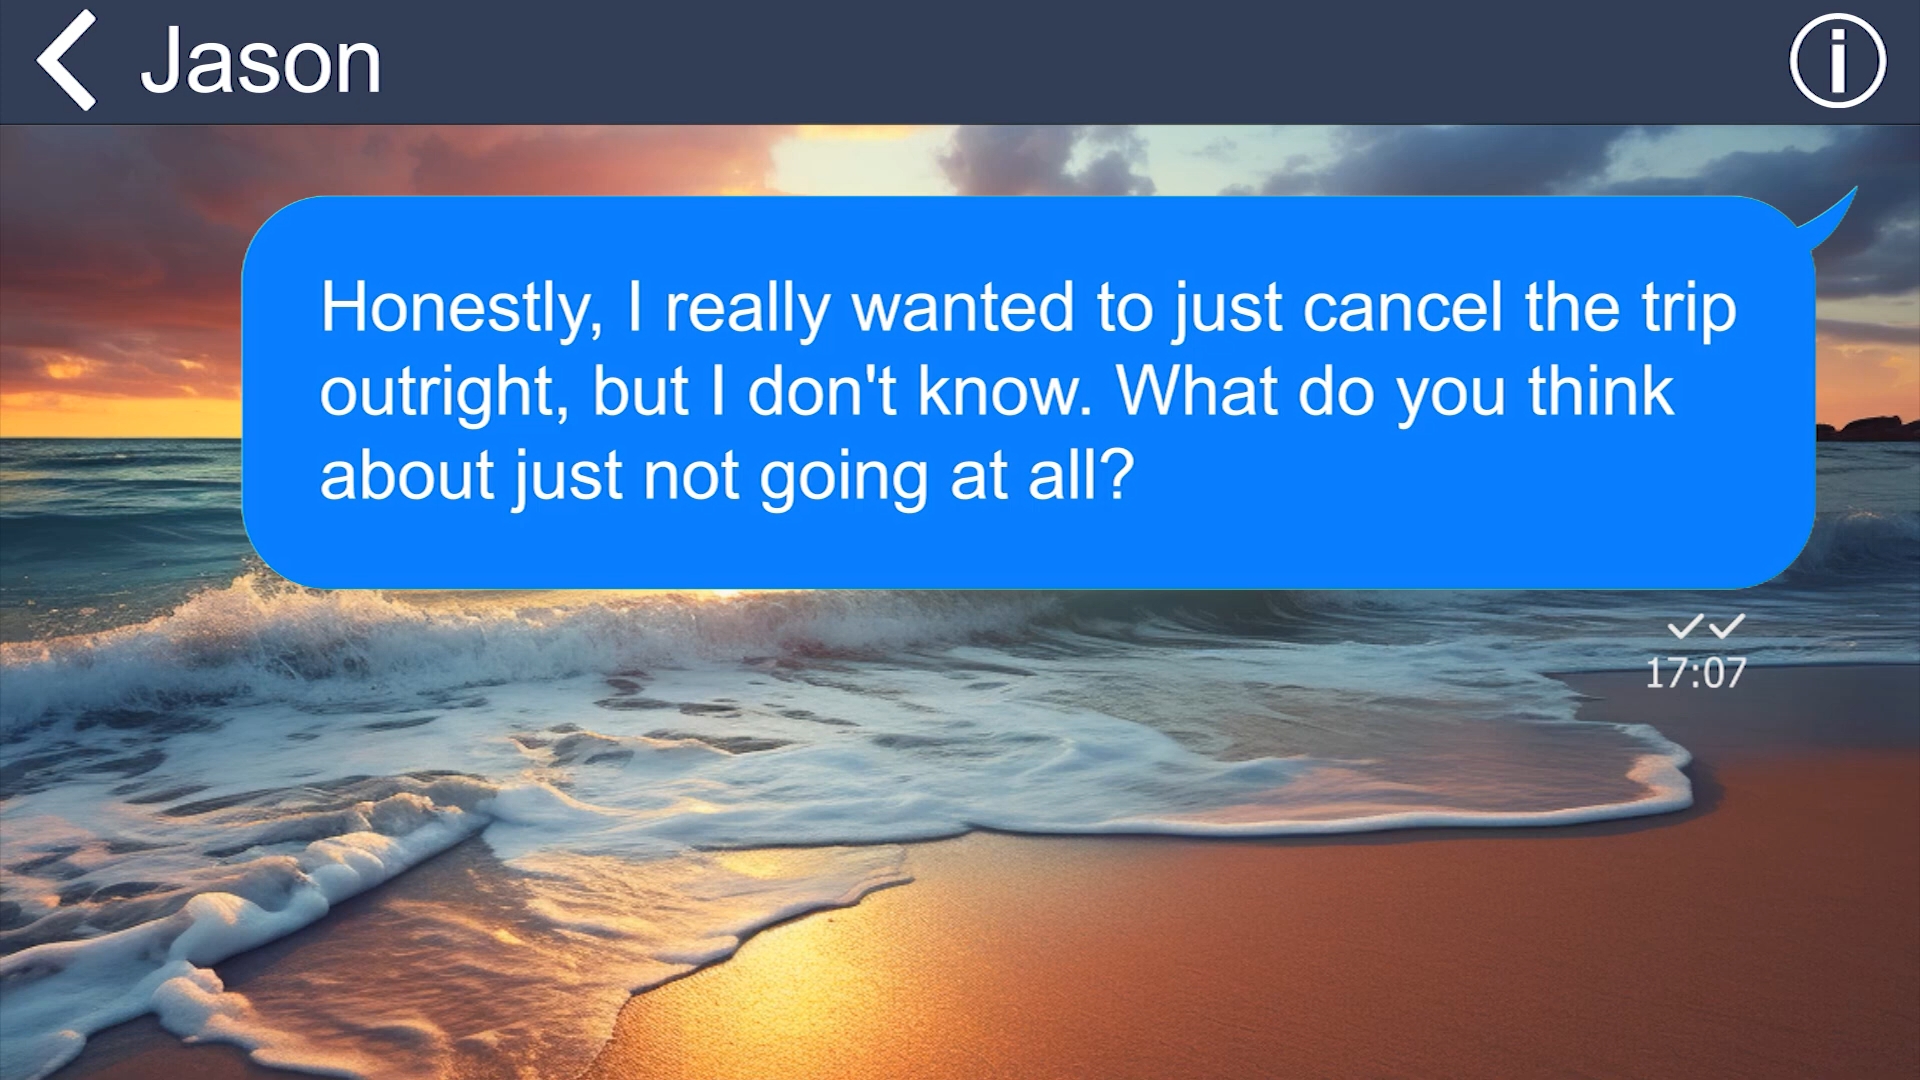 Jason
Honestly, I really wanted to just cancel the trip
outright, but I don't know. What do you think
about just not going at all?
17:07